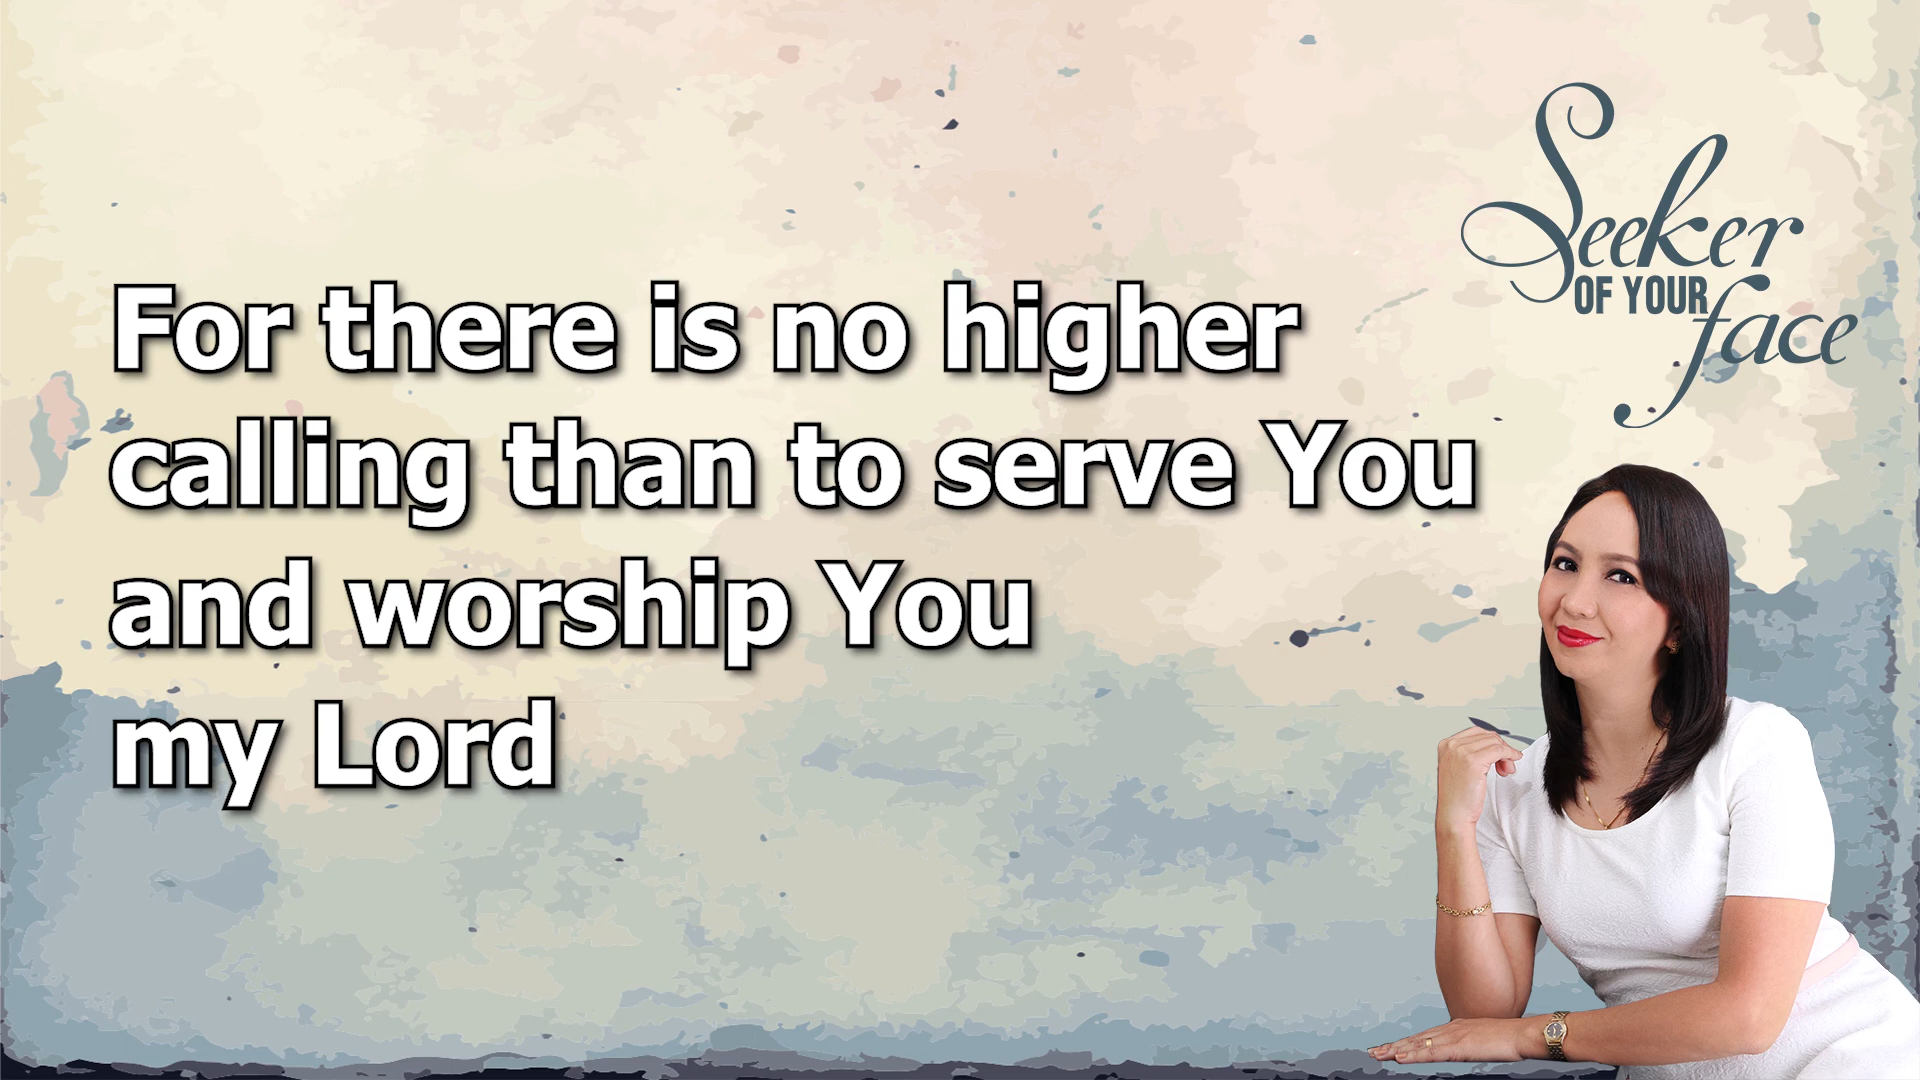 For there is no higher
calling than to serve You
and worship You
my Lord
Seeker
OF YOUR
face